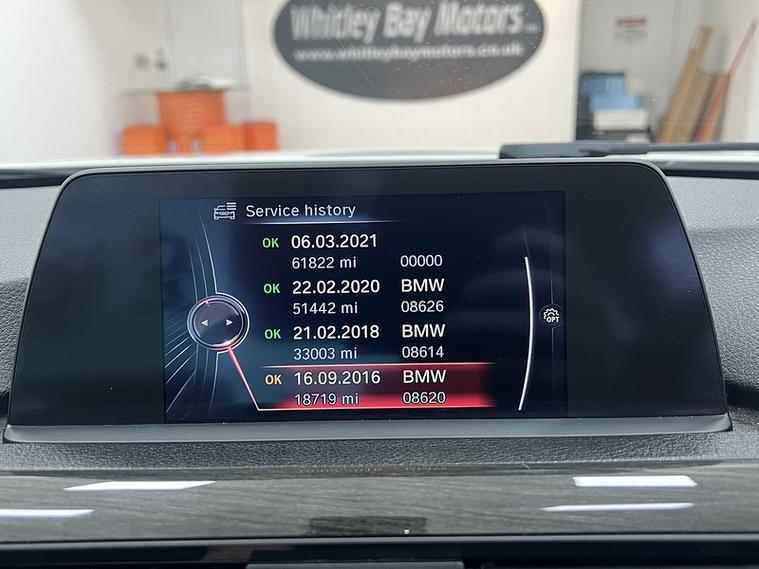 Whitley Bay Motors
www.whitleybaymotors.co.uk
Service history
OK 06.03.2021
61822 mi 00000
OK 22.02.2020 BMW
51442 mi 08626
OK 21.02.2018 BMW
33003 mi 08614
OK 16.09.2016 BMW
18719 mi 08620
OPT